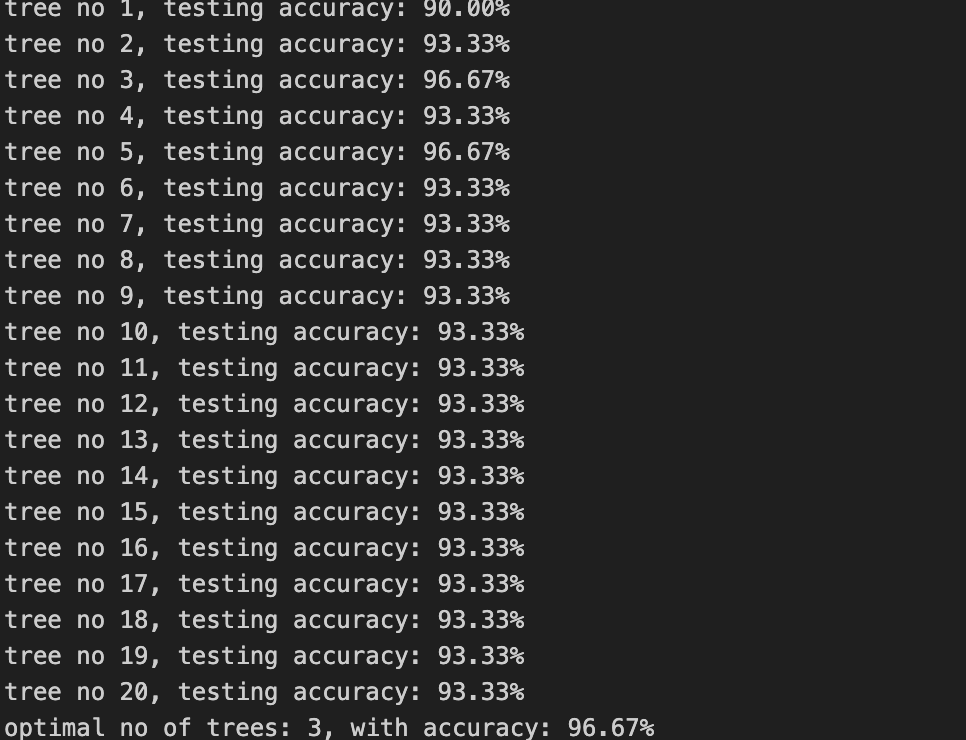 tree no 1, testing accuracy: 90.00%
tree no 2, testing accuracy: 93.33%
tree no 3, testing accuracy: 96.67%
tree no 4, testing accuracy: 93.33%
tree no 5, testing accuracy: 96.67%
tree no 6, testing accuracy: 93.33%
tree no 7, testing accuracy: 93.33%
tree no 8, testing accuracy: 93.33%
tree no 9, testing accuracy: 93.33%
tree no 10, testing accuracy: 93.33%
tree no 11, testing accuracy: 93.33%
tree no 12, testing accuracy: 93.33%
tree no 13, testing accuracy: 93.33%
tree no 14, testing accuracy: 93.33%
tree no 15, testing accuracy: 93.33%
tree no 16, testing accuracy: 93.33%
tree no 17, testing accuracy: 93.33%
tree no 18, testing accuracy: 93.33%
tree no 19, testing accuracy: 93.33%
tree no 20, testing accuracy: 93.33%
optimal no of trees: 3, with accuracy: 96.67%